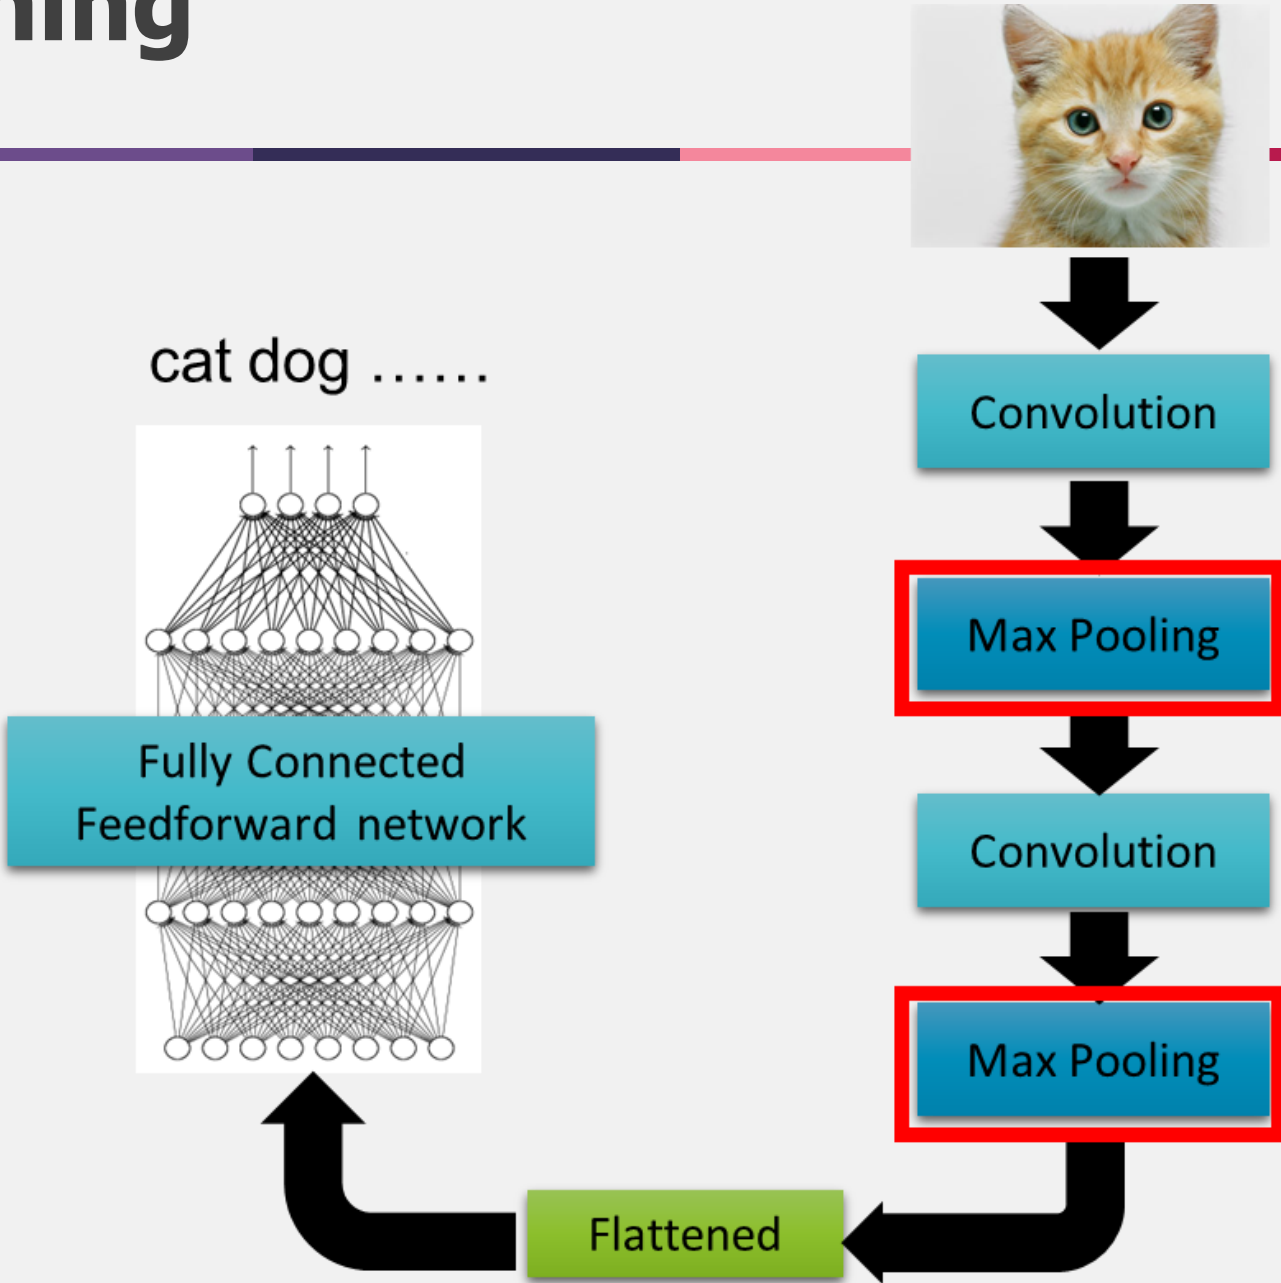 cat dog ......
Convolution
Max Pooling
Convolution
Max Pooling
Flattened
Fully Connected
Feedforward network